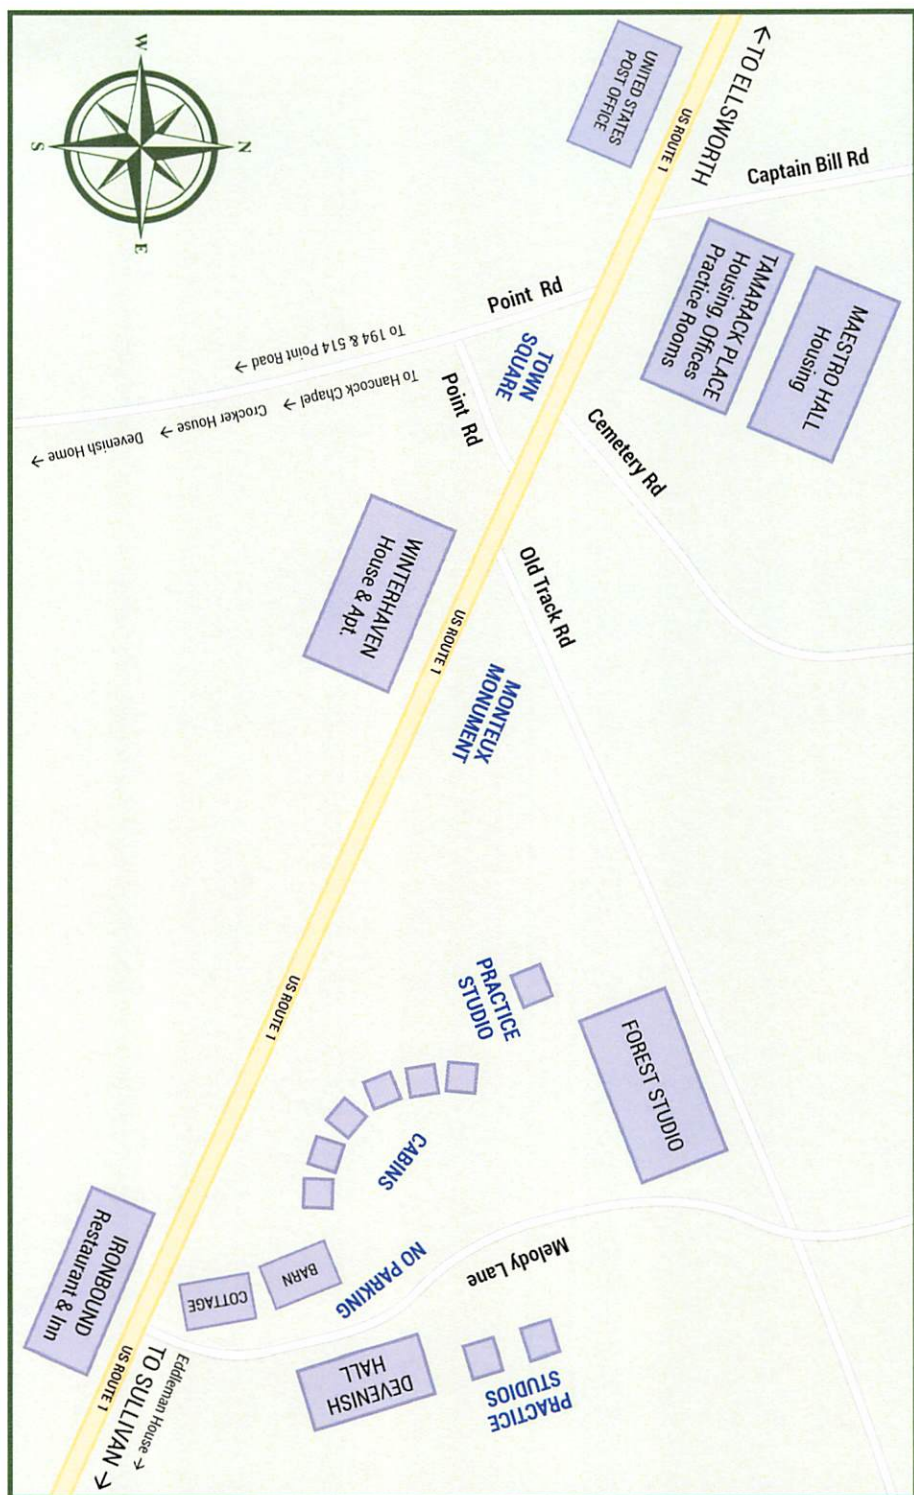 W
N
S
E
← TO ELLSWORTH
UNITED STATES
POST OFFICE
US ROUTE 1
Captain Bill Rd
MAESTRO HALL
Housing
TAMARACK PLACE
Housing, Offices
Practice Rooms
Point Rd
TOWN
SQUARE
To 194 & 514 Point Road →
To Hancock Chapel →
Crocker House →
Devenish Home →
Point Rd
Cemetery Rd
Old Track Rd
WINTERHAVEN
House & Apt.
US ROUTE 1
MONTEUX
MONUMENT
PRACTICE
STUDIO
FOREST STUDIO
US ROUTE 1
CABINS
NO PARKING
Melody Lane
BARN
COTTAGE
IRONBOUND
Restaurant & Inn
DEVENISH
HALL
PRACTICE
STUDIOS
US ROUTE 1
TO SULLIVAN →
Eddleman House →